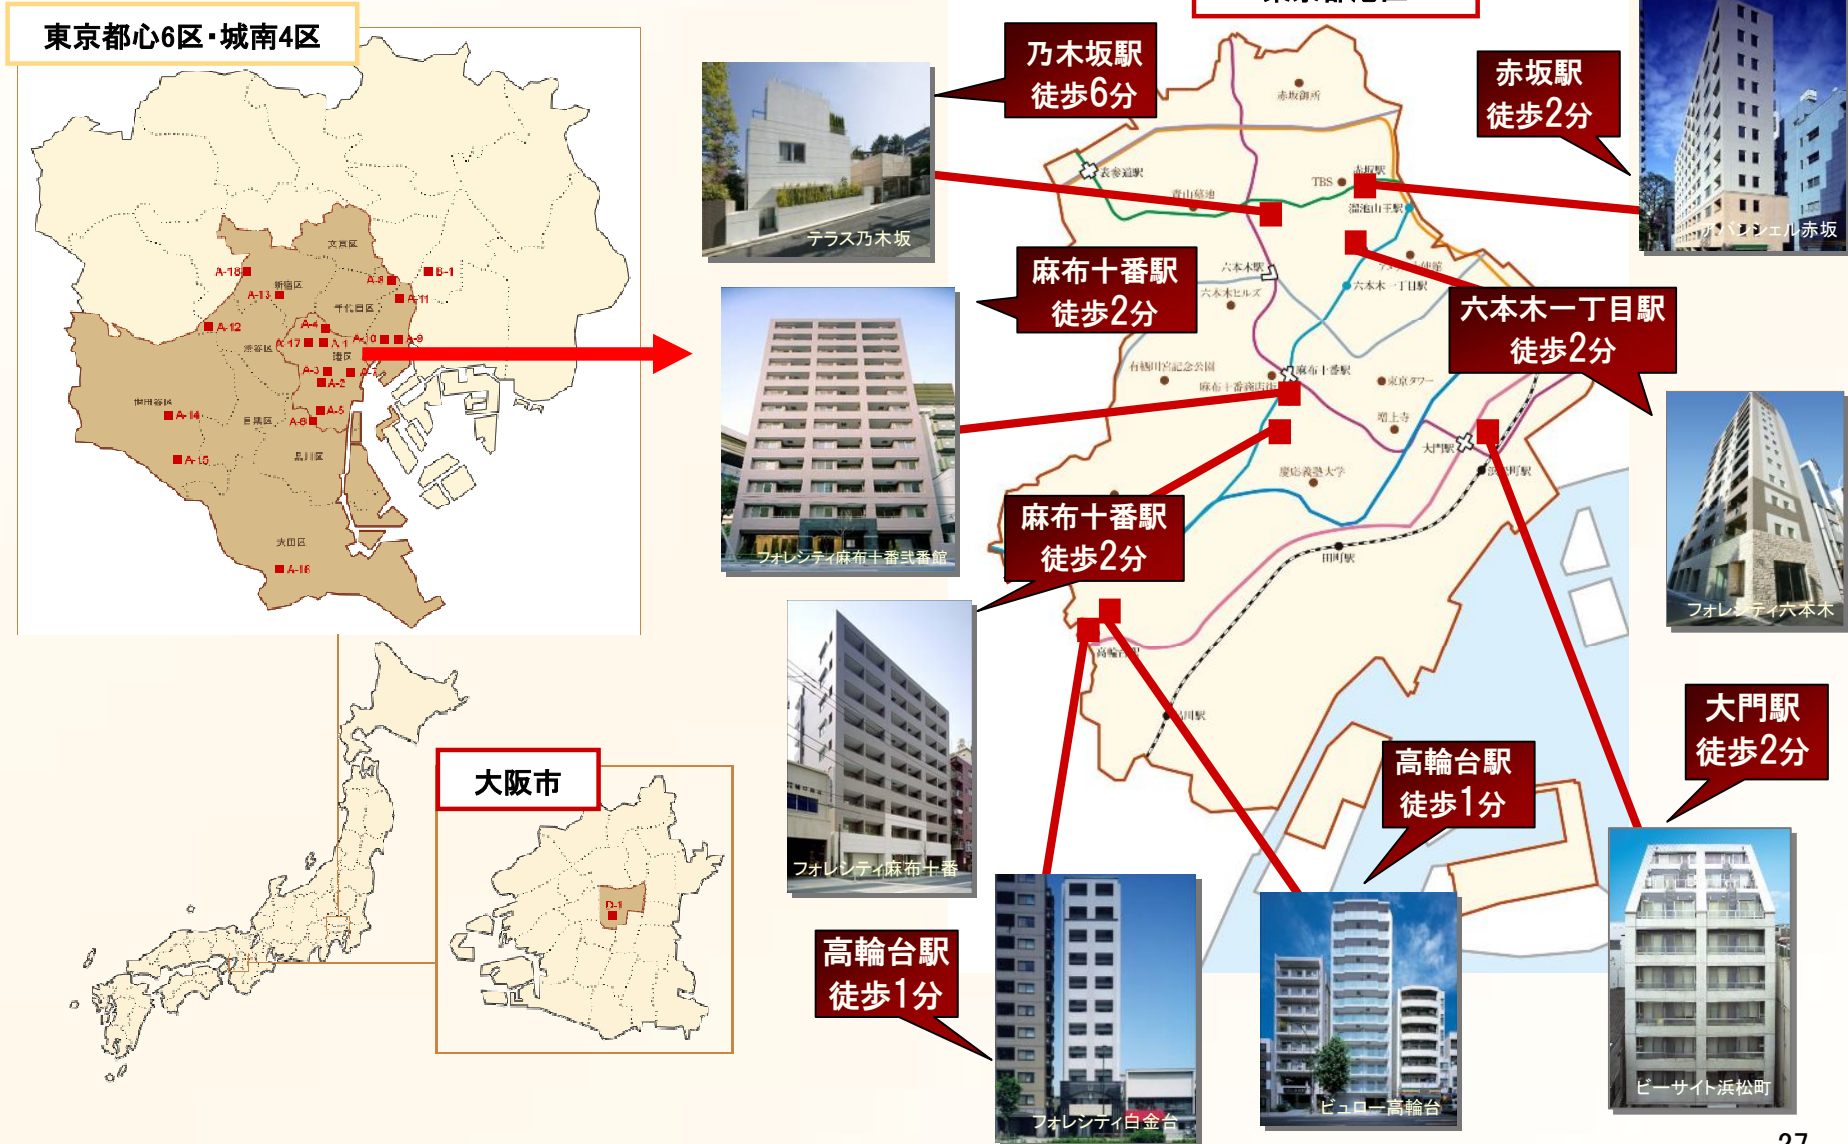 東京都心6区・城南4区
文京区
新宿区
千代田区
渋谷区
港区
世田谷区
目黒区
品川区
大田区
A-18
A-13
A-8
B-1
A-11
A-12
A-4
A-17
A-1
A-10
A-9
A-3
A-7
A-2
A-5
A-6
A-14
A-15
A-16
大阪市
D-1
乃木坂駅
徒歩6分
テラス乃木坂
赤坂駅
徒歩2分
麻布十番駅
徒歩2分
フォレシティ麻布十番弐番館
六本木一丁目駅
徒歩2分
フォレシティ六本木
麻布十番駅
徒歩2分
フォレシティ麻布十番
高輪台駅
徒歩1分
フォレシティ白金台
高輪台駅
徒歩1分
ビュロー高輪台
大門駅
徒歩2分
ビーサイト浜松町
赤坂御所
表参道駅
青山墓地
TBS
赤坂駅
溜池山王駅
六本木駅
六本木ヒルズ
六本木一丁目駅
有栖川宮記念公園
麻布十番商店街
麻布十番駅
東京タワー
増上寺
大門駅
慶応義塾大学
田町駅
27